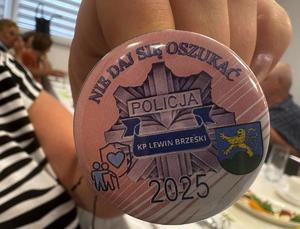 NIE DAJ SIĘ OSZUKAĆ
POLICJA
KP LEWIN BRZESKI
2025